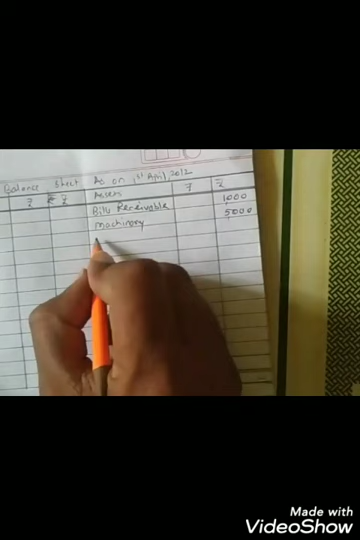 Balance Sheet As on 1st April, 2012
₹ ₹ Assets ₹ ₹
Bills Receivable 1000
Machinery 5000
Made with
VideoShow